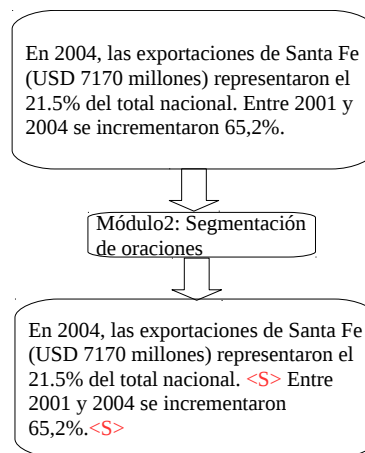 En 2004, las exportaciones de Santa Fe
(USD 7170 millones) representaron el
21.5% del total nacional. Entre 2001 y
2004 se incrementaron 65,2%.
Módulo2: Segmentación
de oraciones
En 2004, las exportaciones de Santa Fe
(USD 7170 millones) representaron el
21.5% del total nacional. <S> Entre
2001 y 2004 se incrementaron
65,2%.<S>